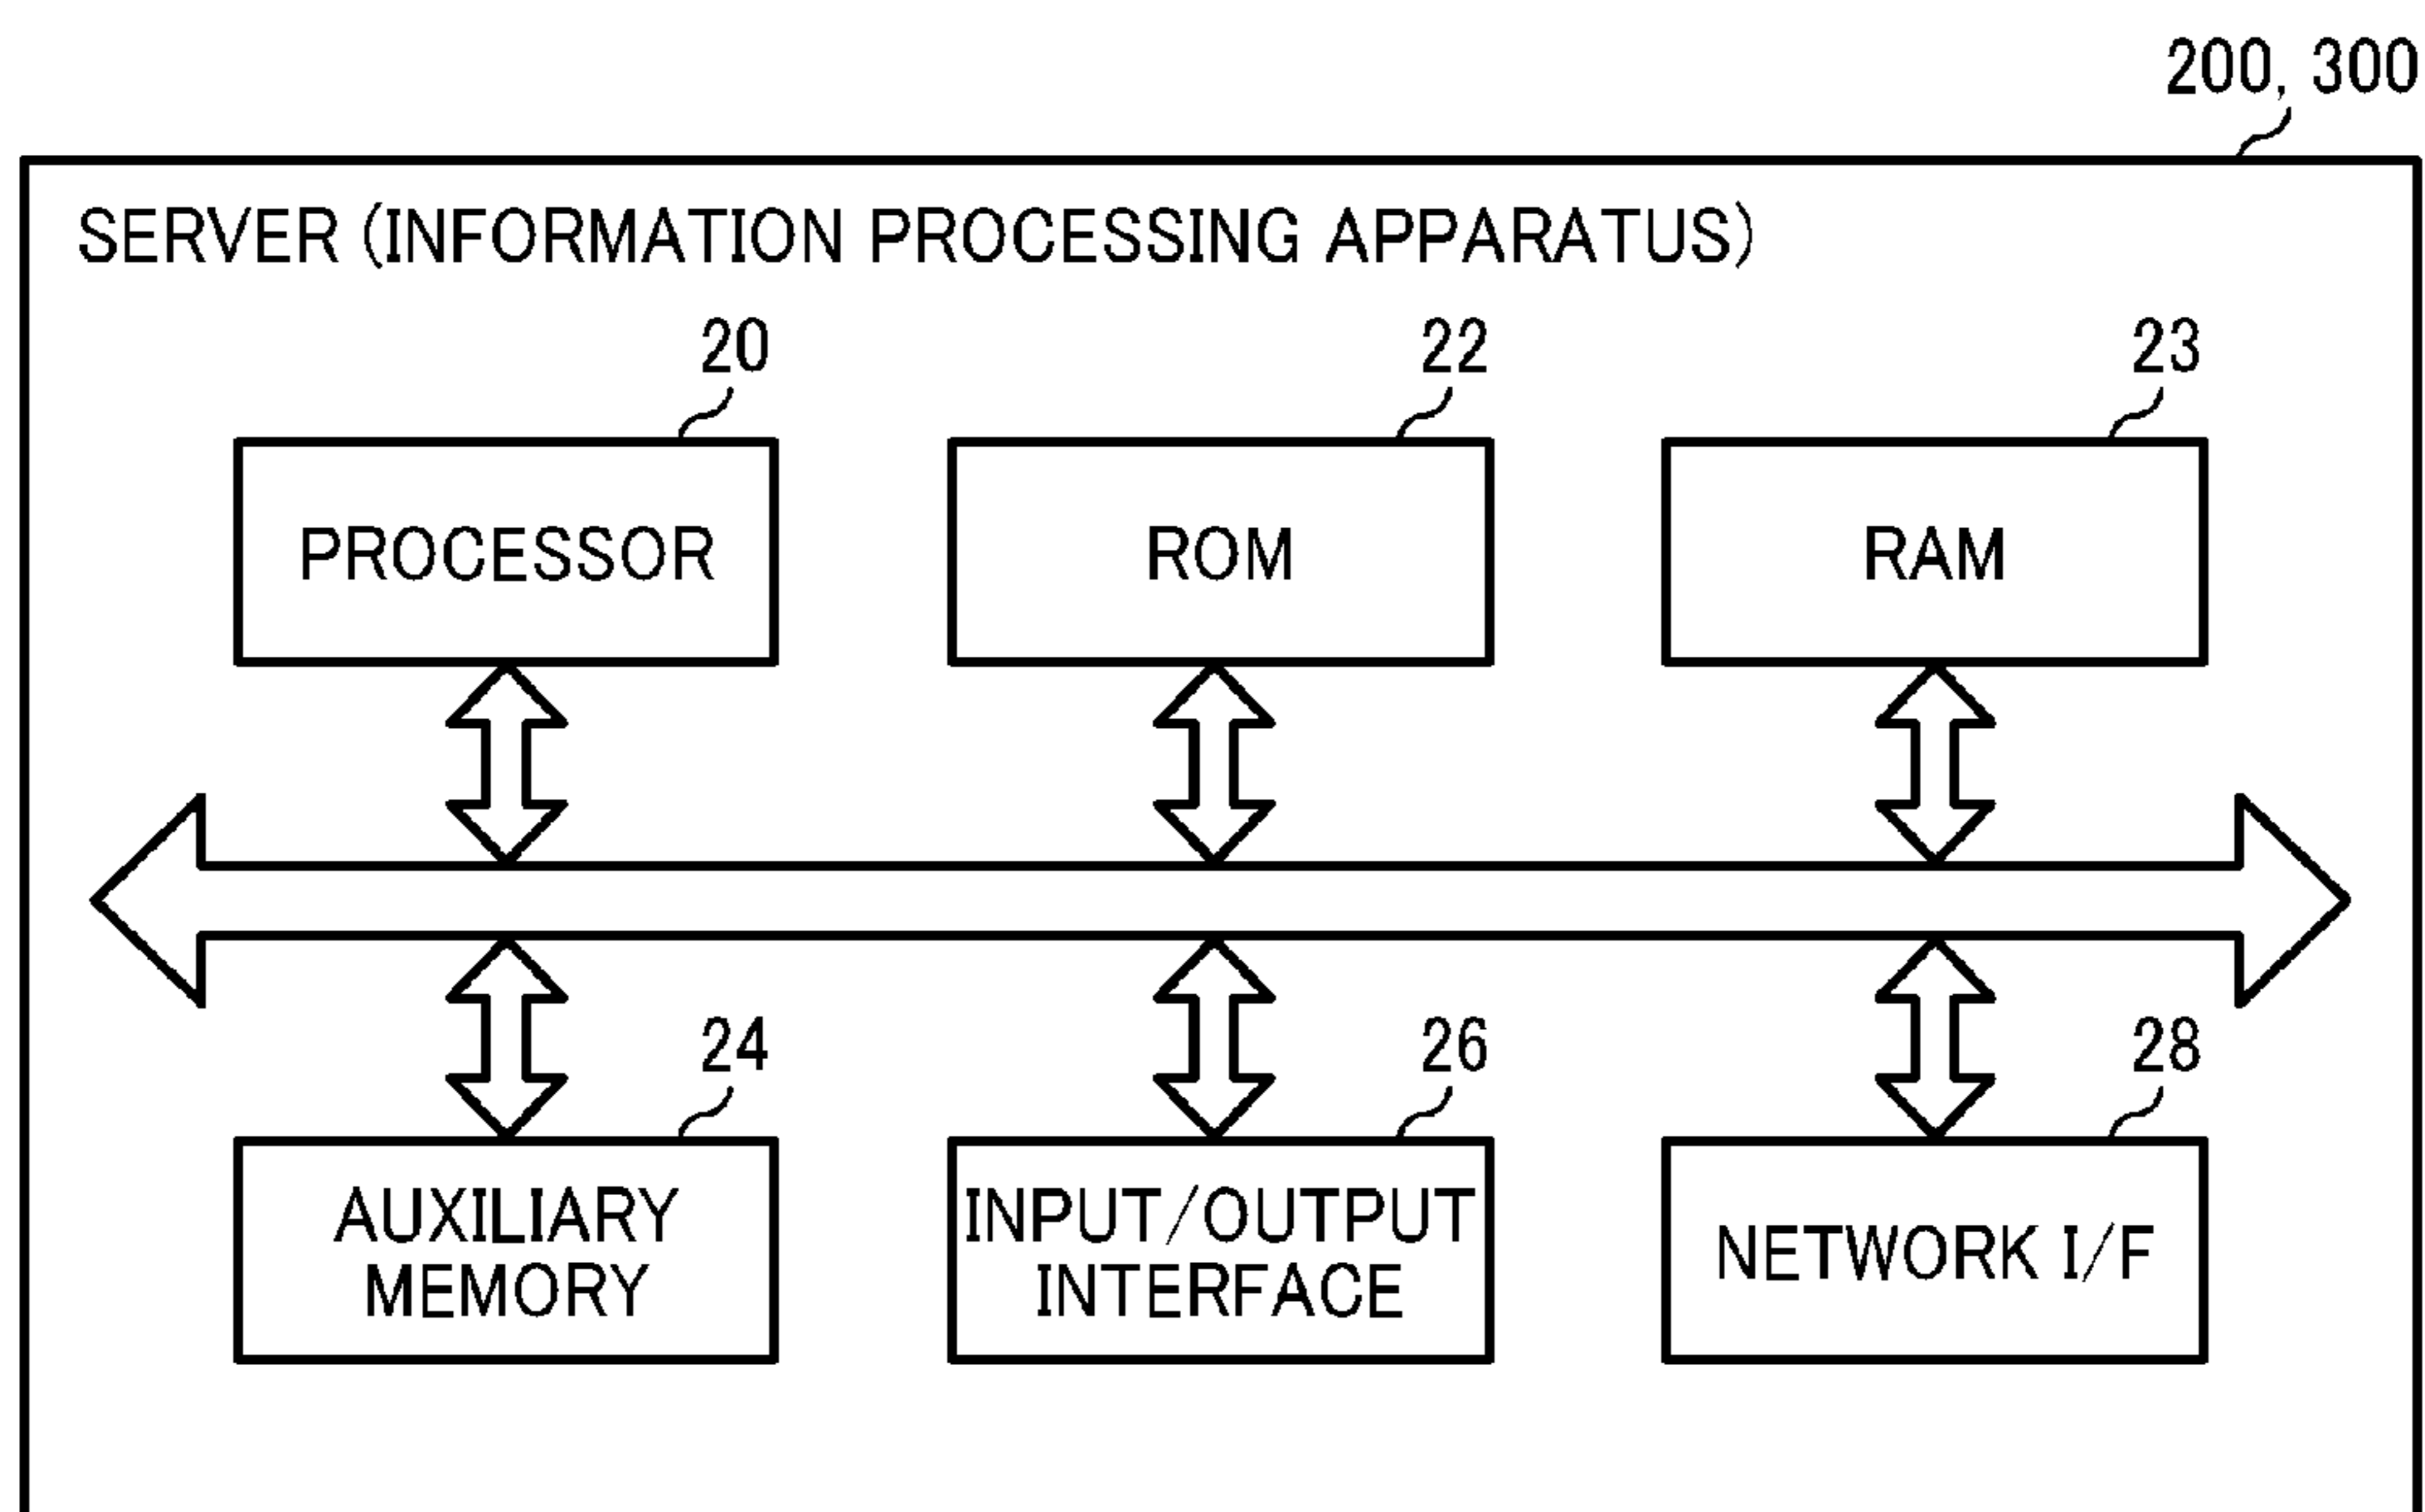 200, 300
SERVER (INFORMATION PROCESSING APPARATUS)
20
22
23
PROCESSOR
ROM
RAM
24
26
28
AUXILIARY
MEMORY
INPUT/OUTPUT
INTERFACE
NETWORK I/F